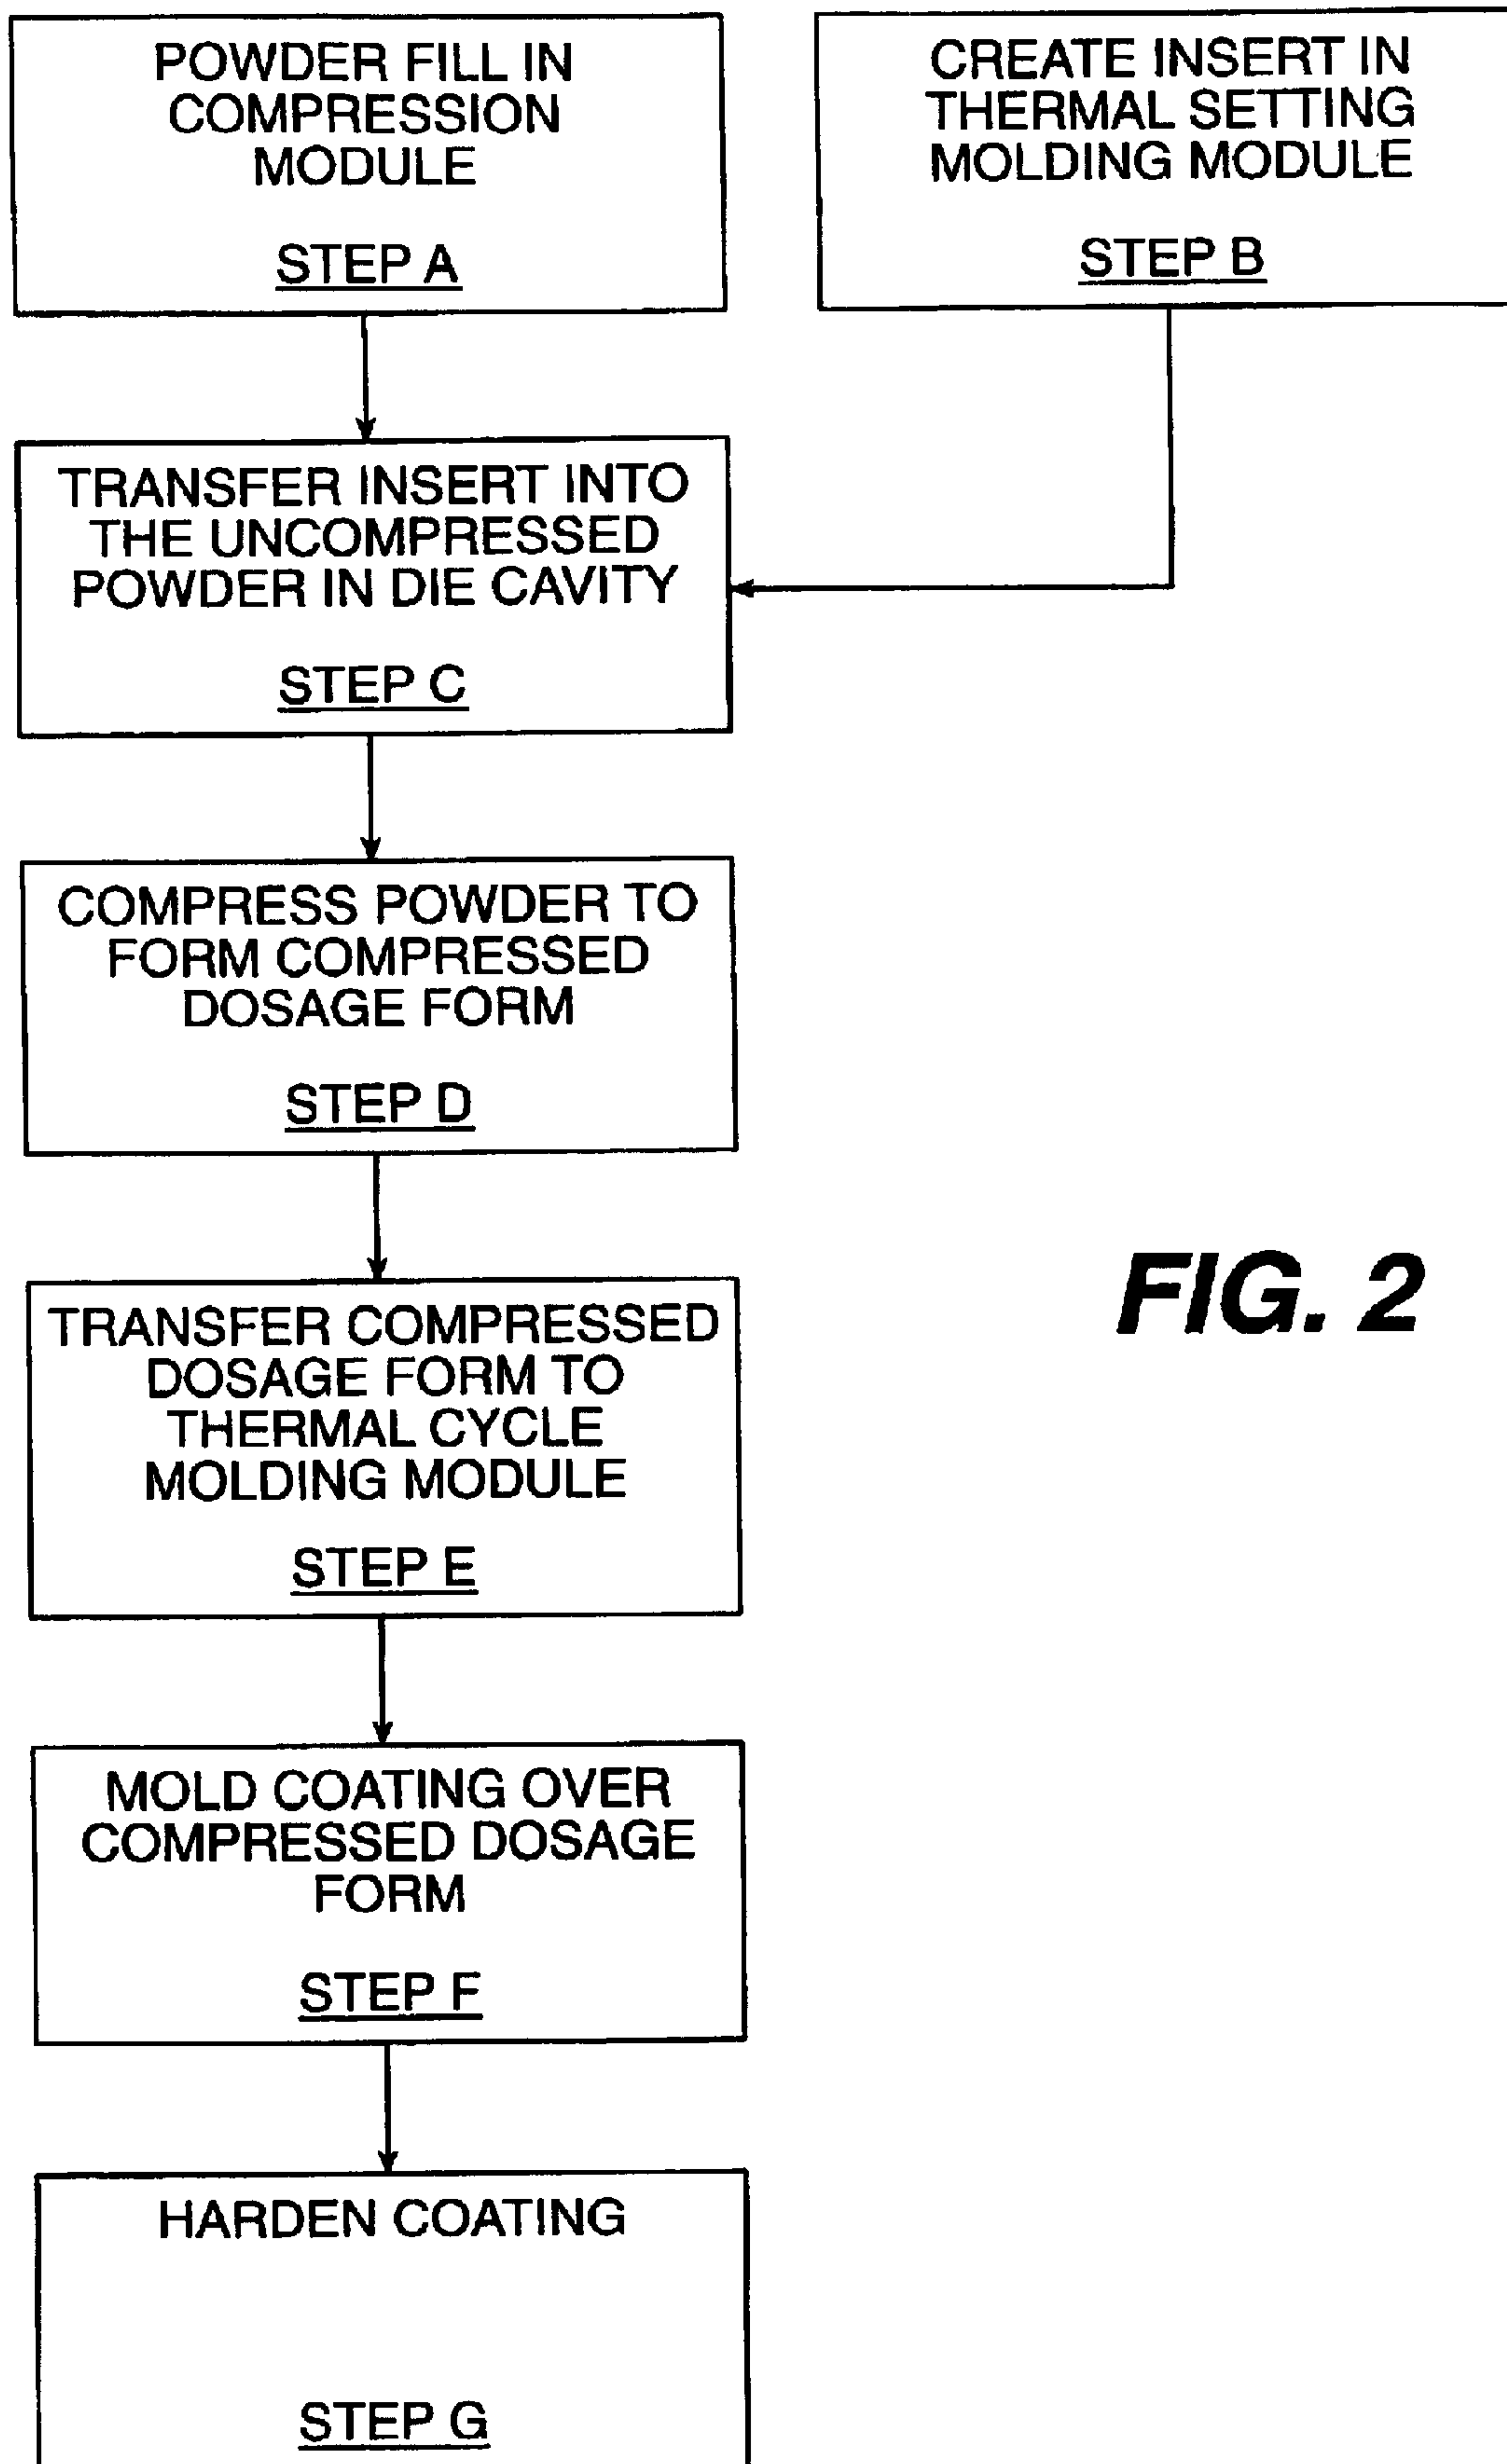 POWDER FILL IN
COMPRESSION
MODULE
STEP A
CREATE INSERT IN
THERMAL SETTING
MOLDING MODULE
STEP B
TRANSFER INSERT INTO
THE UNCOMPRESSED
POWDER IN DIE CAVITY
STEP C
COMPRESS POWDER TO
FORM COMPRESSED
DOSAGE FORM
STEP D
TRANSFER COMPRESSED
DOSAGE FORM TO
THERMAL CYCLE
MOLDING MODULE
STEP E
FIG. 2
MOLD COATING OVER
COMPRESSED DOSAGE
FORM
STEP F
HARDEN COATING
STEP G